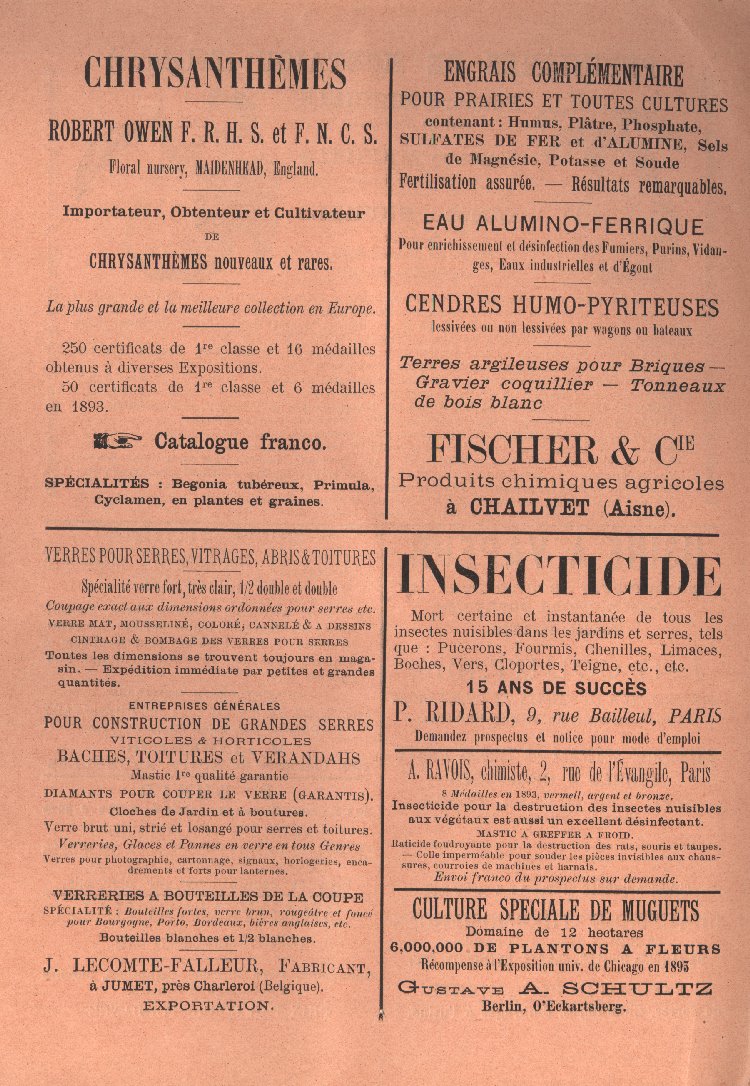 CHRYSANTHÈMES
ROBERT OWEN F. R. H. S. et F. N. C. S.
Floral nursery, MAIDENHEAD, England.
Importateur, Obtenteur et Cultivateur
DE
CHRYSANTHÈMES nouveaux et rares.
La plus grande et la meilleure collection en Europe.
250 certificats de 1re classe et 16 médailles
obtenus à diverses Expositions.
50 certificats de 1re classe et 6 médailles
en 1893.
Catalogue franco.
SPÉCIALITÉS : Begonia tubéreux, Primula,
Cyclamen, en plantes et graines.
ENGRAIS COMPLÉMENTAIRE
POUR PRAIRIES ET TOUTES CULTURES
contenant : Humus, Plâtre, Phosphate,
SULFATES DE FER et d'ALUMINE, Sels
de Magnésie, Potasse et Soude
Fertilisation assurée. — Résultats remarquables.
EAU ALUMINO-FERRIQUE
Pour enrichissement et désinfection des Fumiers, Purins, Vidan-
ges, Eaux industrielles et d'Égout
CENDRES HUMO-PYRITEUSES
lessivées ou non lessivées par wagons ou bateaux
Terres argileuses pour Briques —
Gravier coquillier — Tonneaux
de bois blanc
FISCHER & CIE
Produits chimiques agricoles
à CHAILVET (Aisne).
VERRES POUR SERRES, VITRAGES, ABRIS & TOITURES
Spécialité verre fort, très clair, 1/2 double et double
Coupage exact aux dimensions ordonnées pour serres etc.
VERRE MAT, MOUSSELINÉ, COLORÉ, CANNELÉ & A DESSINS
CINTRAGE & BOMBAGE DES VERRES POUR SERRES
Toutes les dimensions se trouvent toujours en maga-
sin. — Expédition immédiate par petites et grandes
quantités.
ENTREPRISES GÉNÉRALES
POUR CONSTRUCTION DE GRANDES SERRES
VITICOLES & HORTICOLES
BACHES, TOITURES et VERANDAHS
Mastic 1re qualité garantie
DIAMANTS POUR COUPER LE VERRE (GARANTIS).
Cloches de Jardin et à boutures.
Verre brut uni, strié et losangé pour serres et toitures.
Verreries, Glaces et Pannes en verre en tous Genres
Verres pour photographie, cartonnage, signaux, horlogeries, enca-
drements et forts pour lanternes.
VERRERIES A BOUTEILLES DE LA COUPE
SPÉCIALITÉ : Bouteilles fortes, verre brun, rougeâtre et foncé
pour Bourgogne, Porto, Bordeaux, bières anglaises, etc.
Bouteilles blanches et 1/2 blanches.
J. LECOMTE-FALLEUR, FABRICANT,
à JUMET, près Charleroi (Belgique).
EXPORTATION.
INSECTICIDE
Mort certaine et instantanée de tous les
insectes nuisibles dans les jardins et serres, tels
que : Pucerons, Fourmis, Chenilles, Limaces,
Boches, Vers, Cloportes, Teigne, etc., etc.
15 ANS DE SUCCÈS
P. RIDARD, 9, rue Bailleul, PARIS
Demandez prospectus et notice pour mode d'emploi
A. RAVOIS, chimiste, 2, rue de l'Évangile, Paris
8 Médailles en 1893, vermeil, argent et bronze.
Insecticide pour la destruction des insectes nuisibles
aux végétaux est aussi un excellent désinfectant.
MASTIC A GREFFER A FROID.
Raticide foudroyante pour la destruction des rats, souris et taupes.
— Colle imperméable pour souder les pièces invisibles aux chaus-
sures, courroies de machines et harnais.
Envoi franco du prospectus sur demande.
CULTURE SPECIALE DE MUGUETS
Domaine de 12 hectares
6,000,000 DE PLANTONS A FLEURS
Récompense à l'Exposition univ. de Chicago en 1893
GUSTAVE A. SCHULTZ
Berlin, O'Eckartsberg.